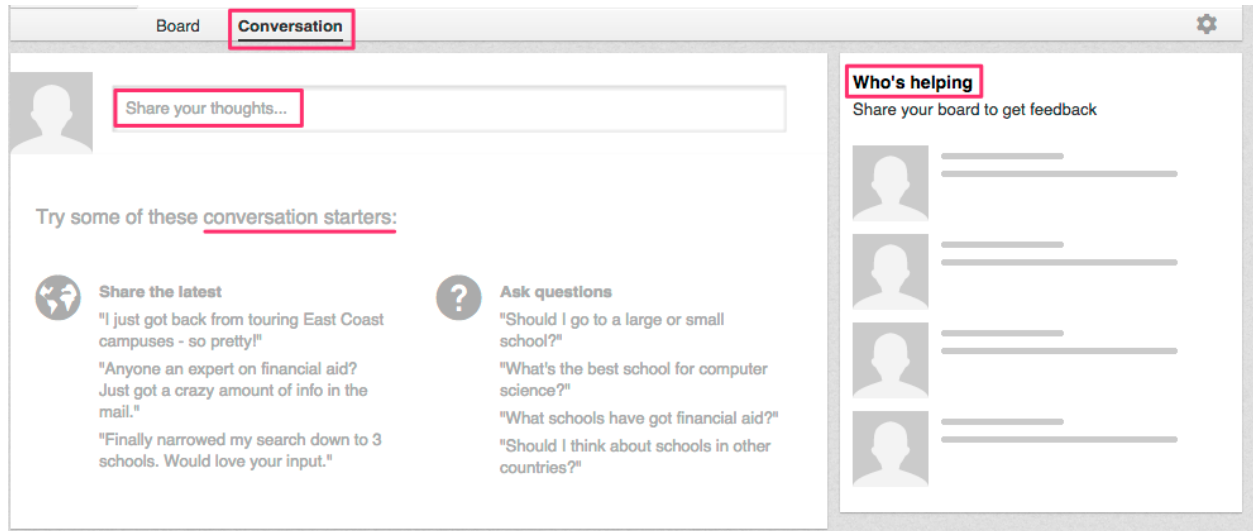 Board Conversation
Share your thoughts...
Try some of these conversation starters:
Share the latest
"I just got back from touring East Coast
campuses - so pretty!"
"Anyone an expert on financial aid?
Just got a crazy amount of info in the
mail."
"Finally narrowed my search down to 3
schools. Would love your input."
Ask questions
"Should I go to a large or small
school?"
"What's the best school for computer
science?"
"What schools have got financial aid?"
"Should I think about schools in other
countries?"
Who's helping
Share your board to get feedback